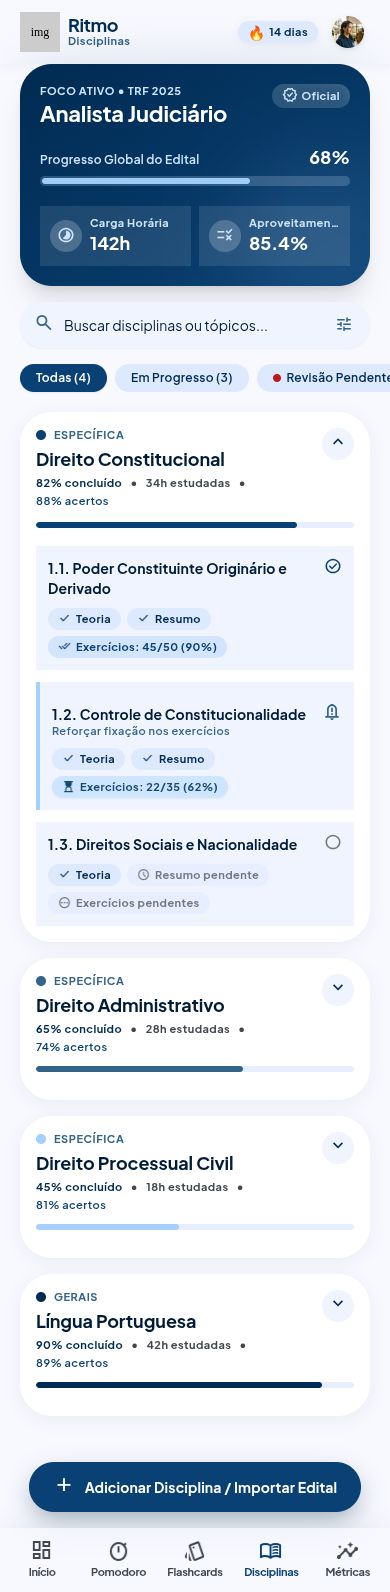 img
Ritmo
Disciplinas
14 dias
FOCO ATIVO • TRF 2025
Analista Judiciário
Oficial
Progresso Global do Edital
68%
Carga Horária
142h
Aproveitamen...
85.4%
Buscar disciplinas ou tópicos...
Todas (4)
Em Progresso (3)
Revisão Pendente
ESPECÍFICA
Direito Constitucional
82% concluído • 34h estudadas •
88% acertos
1.1. Poder Constituinte Originário e
Derivado
Teoria
Resumo
Exercícios: 45/50 (90%)
1.2. Controle de Constitucionalidade
Reforçar fixação nos exercícios
Teoria
Resumo
Exercícios: 22/35 (62%)
1.3. Direitos Sociais e Nacionalidade
Teoria
Resumo pendente
Exercícios pendentes
ESPECÍFICA
Direito Administrativo
65% concluído • 28h estudadas •
74% acertos
ESPECÍFICA
Direito Processual Civil
45% concluído • 18h estudadas •
81% acertos
GERAIS
Língua Portuguesa
90% concluído • 42h estudadas •
89% acertos
Adicionar Disciplina / Importar Edital
Início
Pomodoro
Flashcards
Disciplinas
Métricas